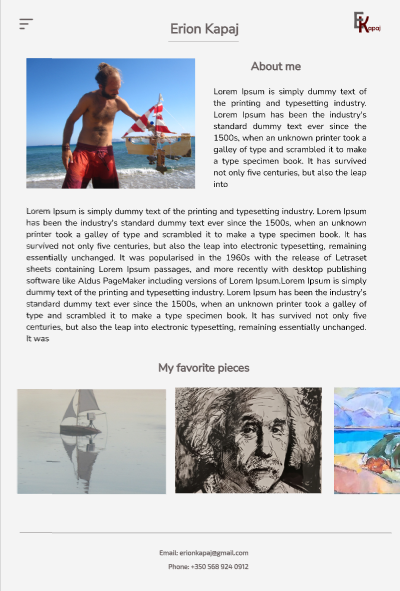 Erion Kapaj
EK apaj
About me
Lorem Ipsum is simply dummy text of
the printing and typesetting industry.
Lorem Ipsum has been the industry's
standard dummy text ever since the
1500s, when an unknown printer took a
galley of type and scrambled it to make
a type specimen book. It has survived
not only five centuries, but also the leap
into
Lorem Ipsum is simply dummy text of the printing and typesetting industry. Lorem Ipsum
has been the industry's standard dummy text ever since the 1500s, when an unknown
printer took a galley of type and scrambled it to make a type specimen book. It has
survived not only five centuries, but also the leap into electronic typesetting, remaining
essentially unchanged. It was popularised in the 1960s with the release of Letraset
sheets containing Lorem Ipsum passages, and more recently with desktop publishing
software like Aldus PageMaker including versions of Lorem Ipsum.Lorem Ipsum is simply
dummy text of the printing and typesetting industry. Lorem Ipsum has been the industry's
standard dummy text ever since the 1500s, when an unknown printer took a galley of
type and scrambled it to make a type specimen book. It has survived not only five
centuries, but also the leap into electronic typesetting, remaining essentially unchanged.
It was
My favorite pieces
Email: erionkapaj@gmail.com
Phone: +350 568 924 0912